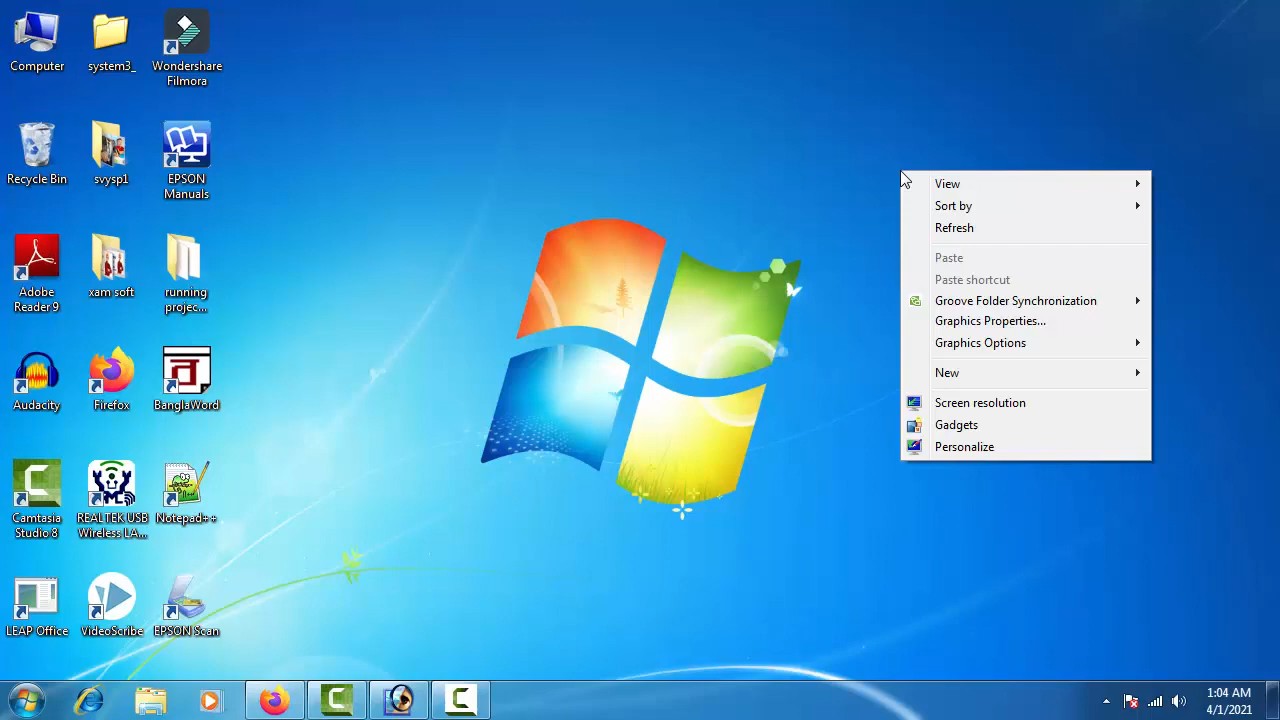 Computer
system3_
Wondershare
Filmora
Recycle Bin
svysp1
EPSON
Manuals
Adobe
Reader 9
xam soft
running
projec...
Audacity
Firefox
BanglaWord
Camtasia
Studio 8
REALTEK USB
Wireless LA...
Notepad++
LEAP Office
VideoScribe
EPSON Scan
View
Sort by
Refresh
Paste
Paste shortcut
Groove Folder Synchronization
Graphics Properties...
Graphics Options
New
Screen resolution
Gadgets
Personalize
1:04 AM
4/1/2021